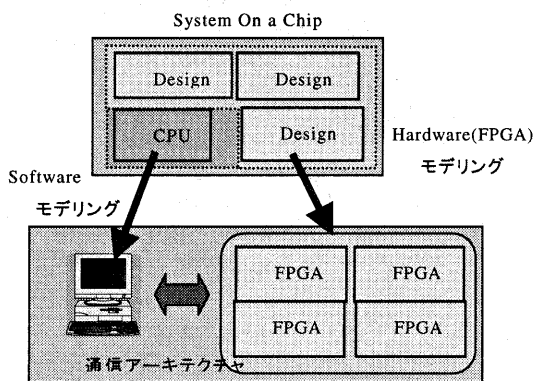 System On a Chip
Design
Design
CPU
Design
Hardware(FPGA)
モデリング
Software
モデリング
FPGA
FPGA
FPGA
FPGA
通信アーキテクチャ